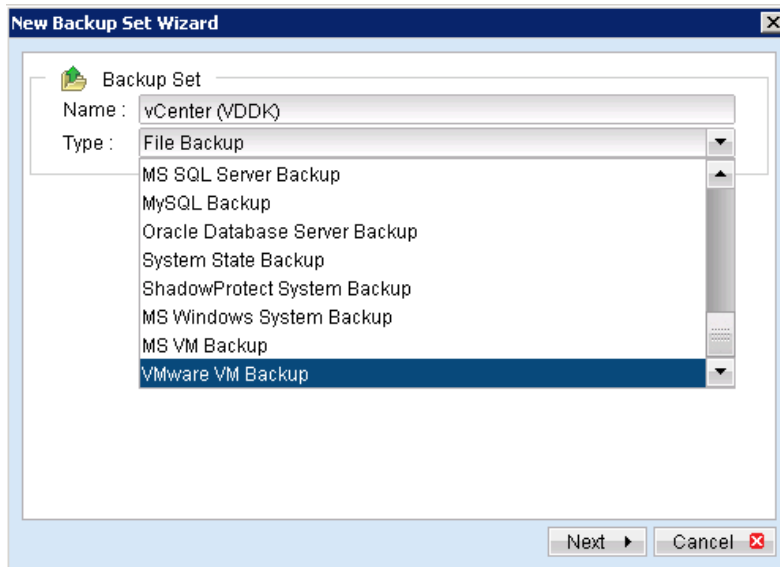 New Backup Set Wizard
Backup Set
Name : vCenter (VDDK)
Type : File Backup
MS SQL Server Backup
MySQL Backup
Oracle Database Server Backup
System State Backup
ShadowProtect System Backup
MS Windows System Backup
MS VM Backup
VMware VM Backup
Next Cancel